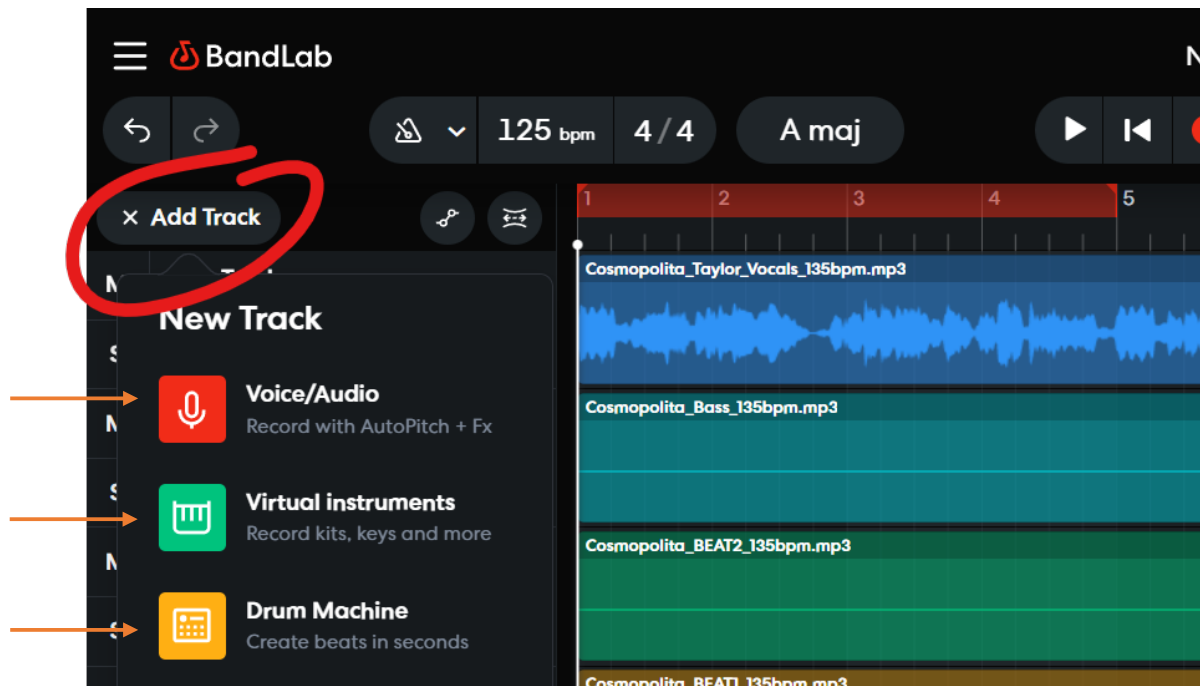 BandLab
N
125 bpm
4/4
A maj
Add Track
1 2 3 4 5
New Track
Voice/Audio
Record with AutoPitch + Fx
Virtual instruments
Record kits, keys and more
Drum Machine
Create beats in seconds
Cosmopolita_Taylor_Vocals_135bpm.mp3
Cosmopolita_Bass_135bpm.mp3
Cosmopolita_BEAT2_135bpm.mp3
Cosmopolita_BEAT1_135bpm.mp3